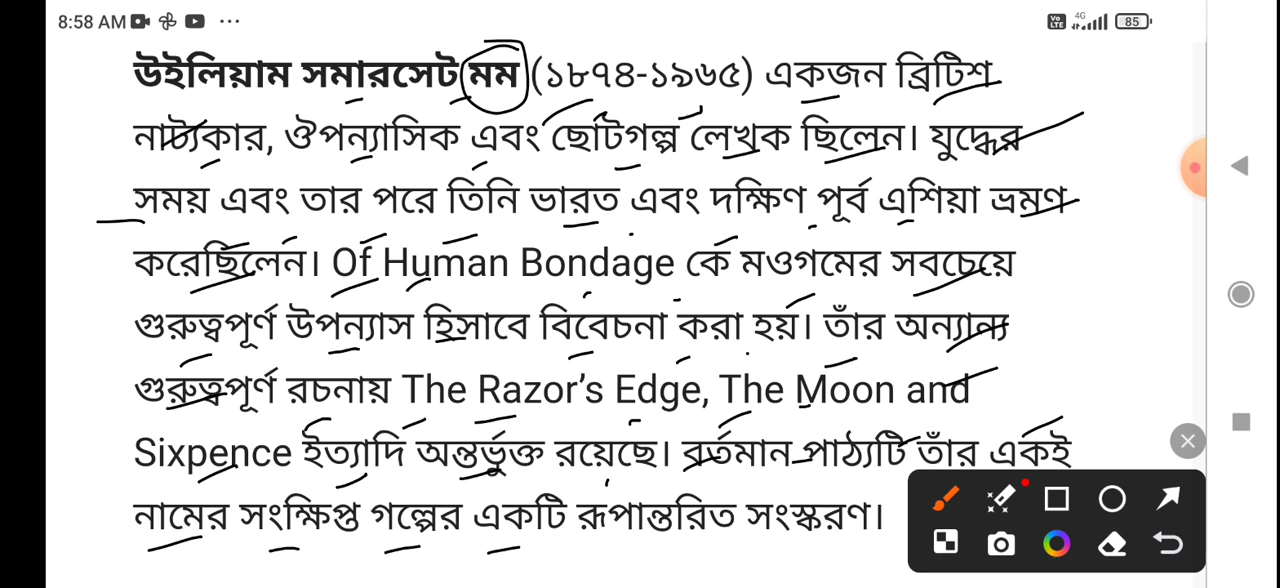 8:58 AM
4G
Vo LTE
85
উইলিয়াম সমারসেট মম (১৮৭৪-১৯৬৫) একজন ব্রিটিশ
নাট্যকার, ঔপন্যাসিক এবং ছোটগল্প লেখক ছিলেন। যুদ্ধের
সময় এবং তার পরে তিনি ভারত এবং দক্ষিণ পূর্ব এশিয়া ভ্রমণ
করেছিলেন। Of Human Bondage কে মওগমের সবচেয়ে
গুরুত্বপূর্ণ উপন্যাস হিসাবে বিবেচনা করা হয়। তাঁর অন্যান্য
গুরুত্বপূর্ণ রচনায় The Razor’s Edge, The Moon and
Sixpence ইত্যাদি অন্তর্ভুক্ত রয়েছে। বর্তমান পাঠ্যটি তাঁর একই
নামের সংক্ষিপ্ত গল্পের একটি রূপান্তরিত সংস্করণ।